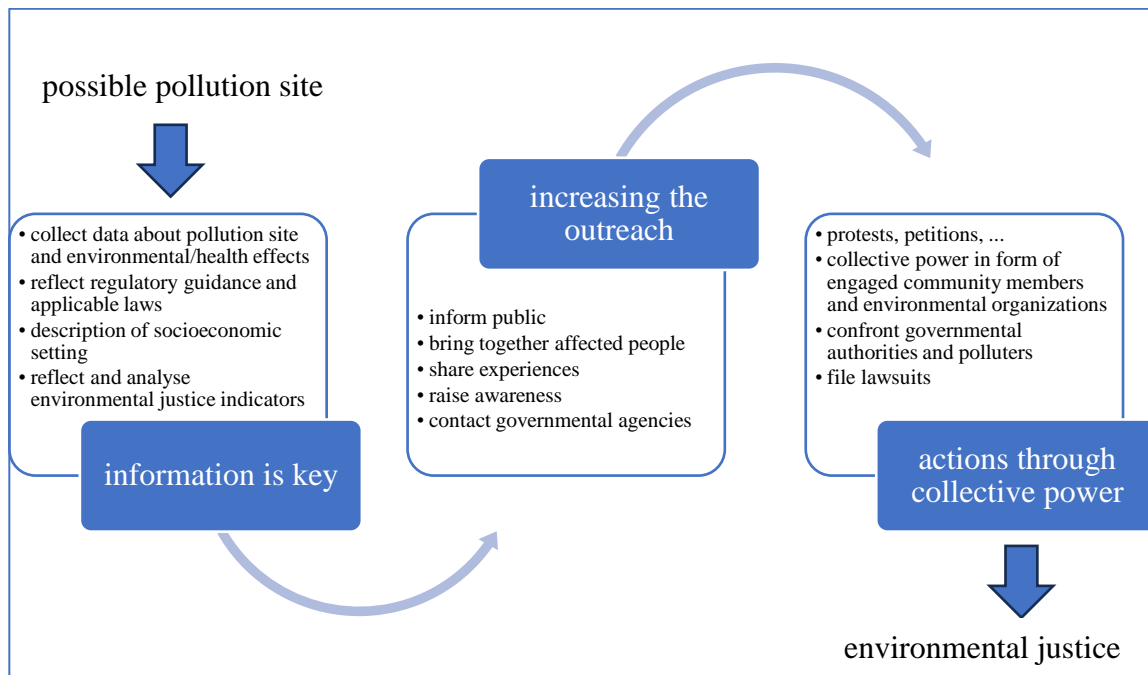 possible pollution site
• collect data about pollution site
and environmental/health effects
• reflect regulatory guidance and
applicable laws
• description of socioeconomic
setting
• reflect and analyse
environmental justice indicators
information is key
increasing the
outreach
• inform public
• bring together affected people
• share experiences
• raise awareness
• contact governmental agencies
• protests, petitions, ...
• collective power in form of
engaged community members
and environmental organizations
• confront governmental
authorities and polluters
• file lawsuits
actions through
collective power
environmental justice